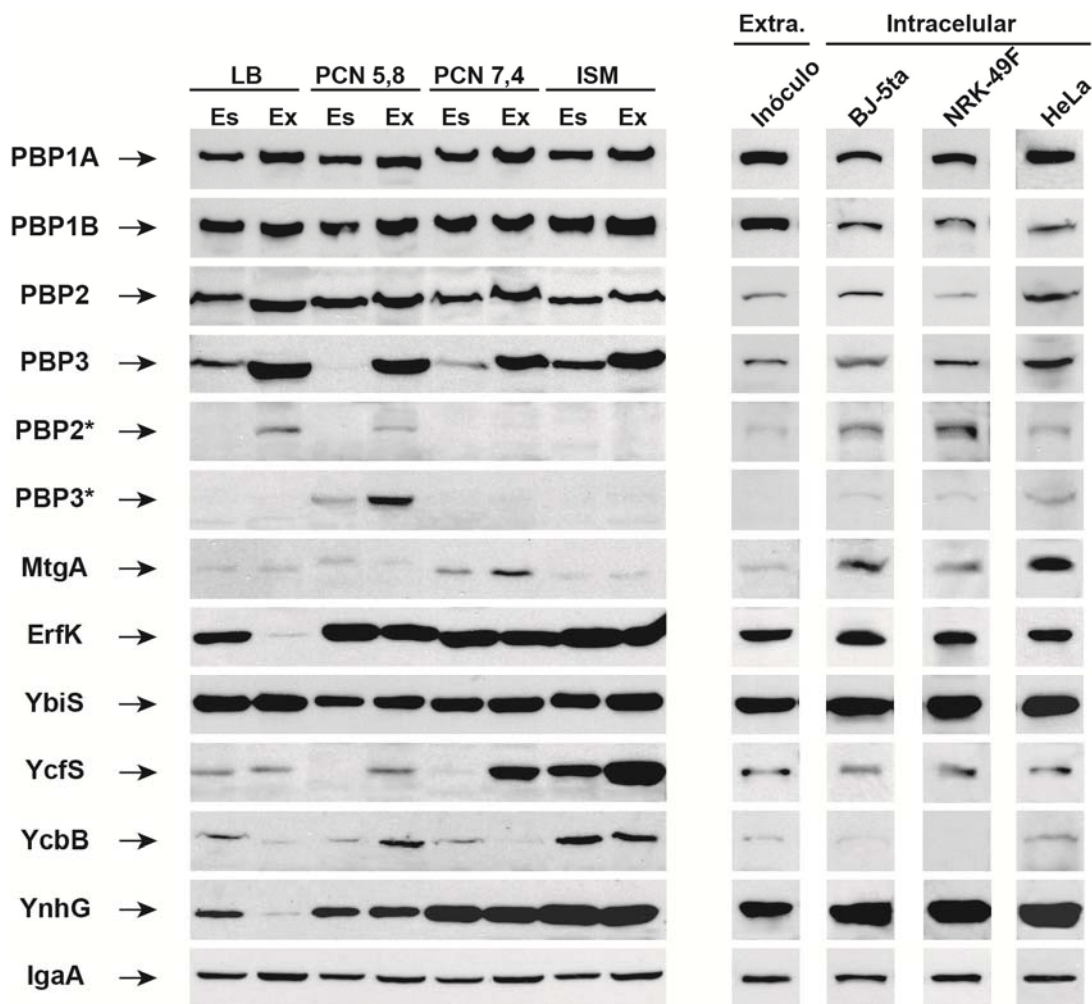 Extra. Intracelular
LB PCN 5,8 PCN 7,4 ISM
Inóculo BJ-5ta NRK-49F HeLa
Es Ex Es Ex Es Ex Es Ex
PBP1A
PBP1B
PBP2
PBP3
PBP2*
PBP3*
MtgA
ErfK
YbiS
YcfS
YcbB
YnhG
IgaA